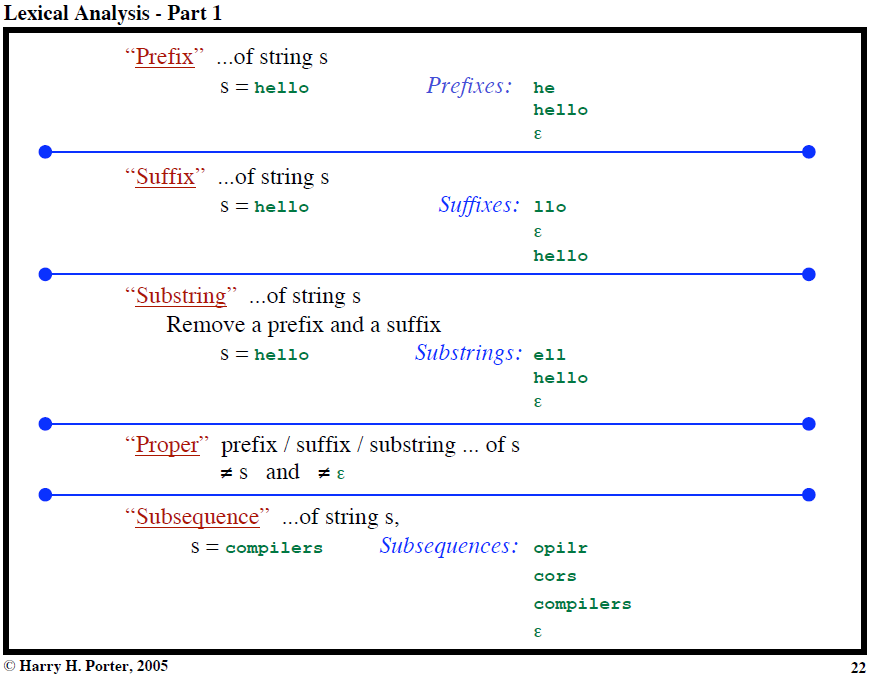 Lexical Analysis - Part 1
“Prefix” ...of string s
s = hello Prefixes: he
hello
ε
“Suffix” ...of string s
s = hello Suffixes: llo
ε
hello
“Substring” ...of string s
Remove a prefix and a suffix
s = hello Substrings: ell
hello
ε
“Proper” prefix / suffix / substring ... of s
≠ s and ≠ ε
“Subsequence” ...of string s,
s = compilers Subsequences: opilr
cors
compilers
ε
© Harry H. Porter, 2005 22